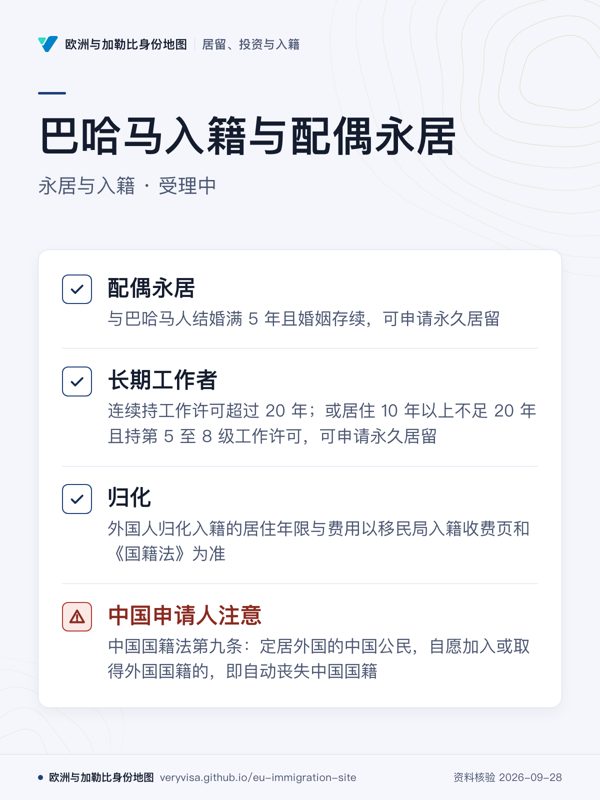 欧洲与加勒比身份地图 居留、投资与入籍
巴哈马入籍与配偶永居
永居与入籍 · 受理中
配偶永居
与巴哈马人结婚满 5 年且婚姻存续，可申请永久居留
长期工作者
连续持工作许可超过 20 年；或居住 10 年以上不足 20 年
且持第 5 至 8 级工作许可，可申请永久居留
归化
外国人归化入籍的居住年限与费用以移民局入籍收费页和
《国籍法》为准
中国申请人注意
中国国籍法第九条：定居外国的中国公民，自愿加入或取
得外国国籍的，即自动丧失中国国籍
欧洲与加勒比身份地图 veryvisa.github.io/eu-immigration-site 资料核验 2026-09-28